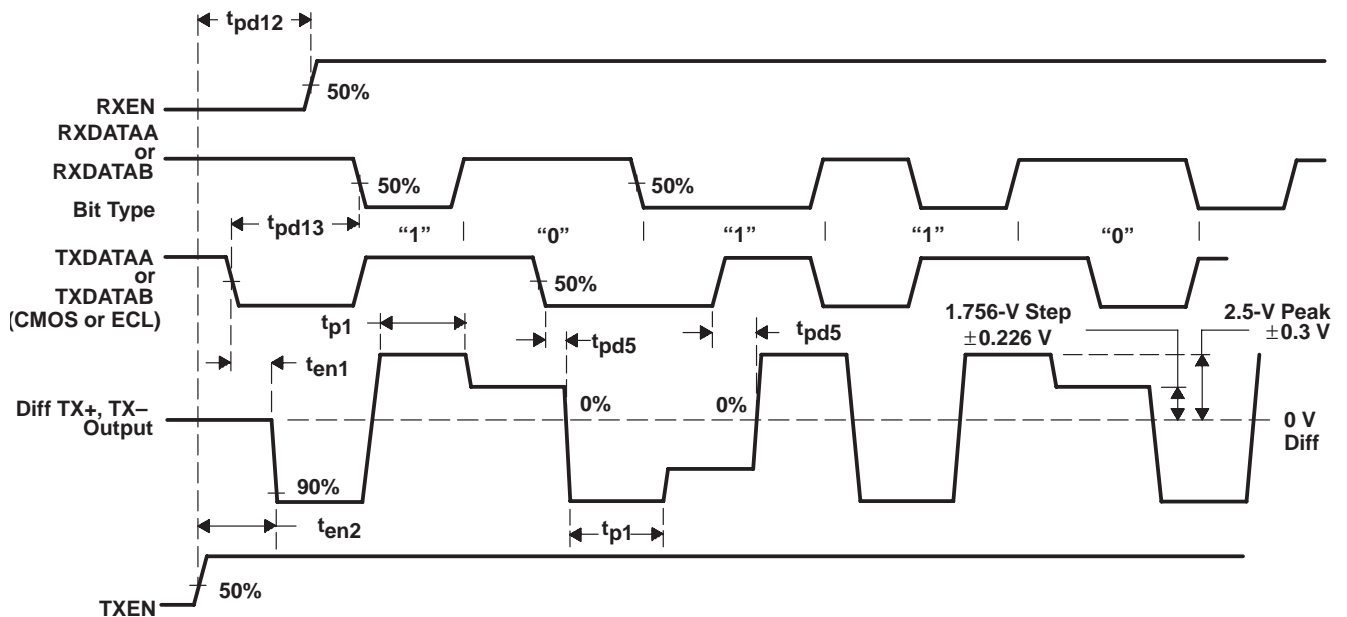 tpd12
50%
RXEN
RXDATAA
or
RXDATAB
50%
50%
Bit Type
tpd13
“1”
“0”
“1”
“1”
“0”
TXDATAA
or
TXDATAB
(CMOS or ECL)
50%
tp1
tpd5
tpd5
1.756-V Step
±0.226 V
2.5-V Peak
±0.3 V
ten1
Diff TX+, TX–
Output
0%
0%
0 V
Diff
90%
ten2
tp1
50%
TXEN